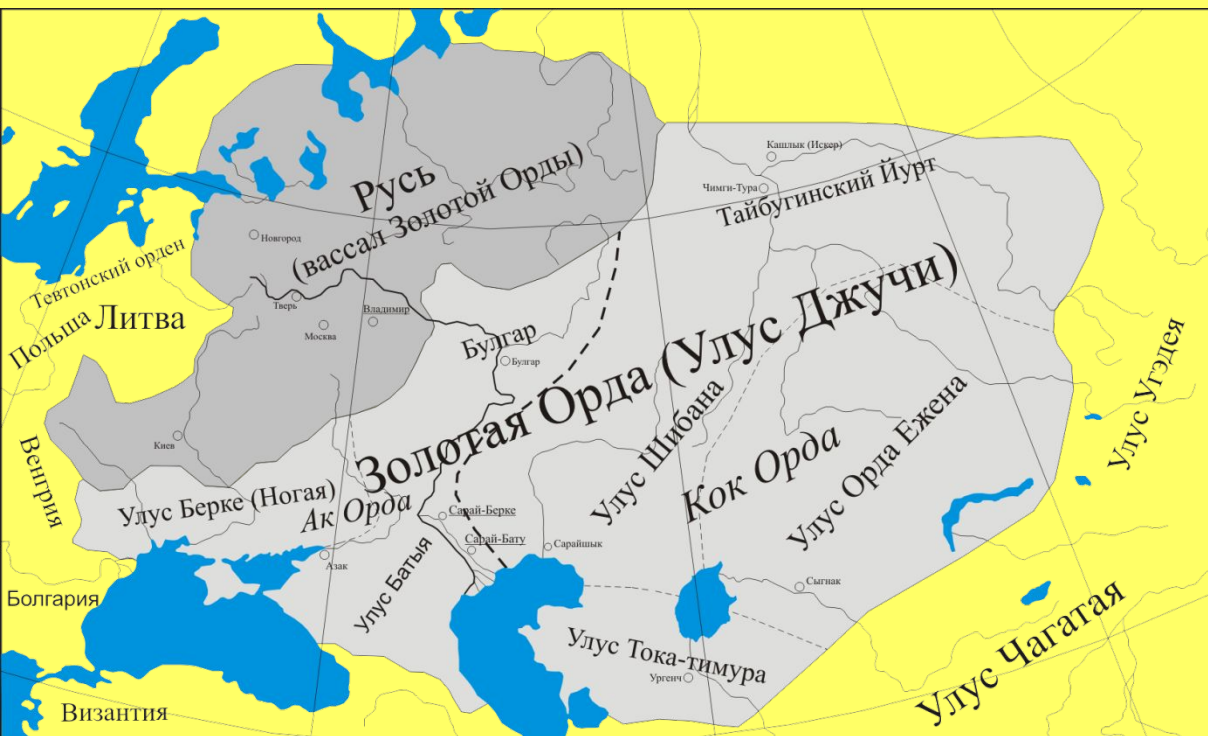 Кашлык (Искер)
Чимги-Тура
Тайбугинский Йурт
Русь
(вассал Золотой Орды)
Новгород
Тевтонский орден
Польша
Литва
Тверь
Москва
Владимир
Булгар
Булгар
Золотая Орда (Улус Джучи)
Улус Угэдея
Киев
Венгрия
Улус Берке (Ногая)
Ак Орда
Улус Шибана
Кок Орда
Улус Орда Ежена
Сарай-Берке
Сарай-Бату
Сарайшык
Азак
Улус Батыя
Сыгнак
Болгария
Улус Тока-тимура
Ургенч
Улус Чагатая
Византия